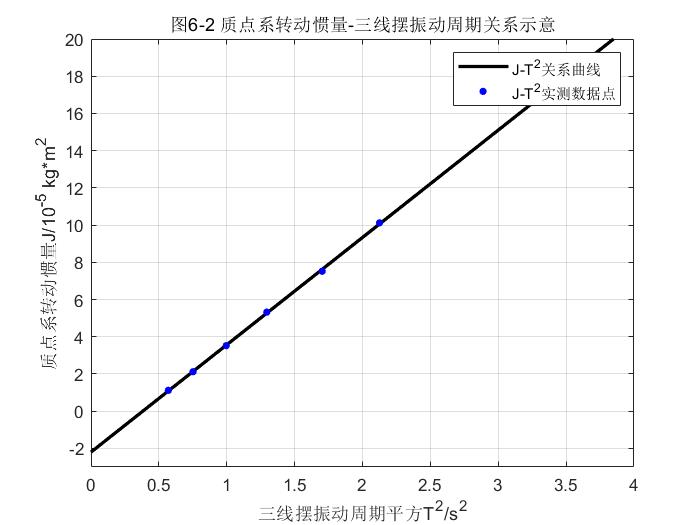 图6-2 质点系转动惯量-三线摆振动周期关系示意
J-T²关系曲线
J-T²实测数据点
质点系转动惯量J/10⁻⁵ kg*m²
20
18
16
14
12
10
8
6
4
2
0
-2
0 0.5 1 1.5 2 2.5 3 3.5 4
三线摆振动周期平方T²/s²